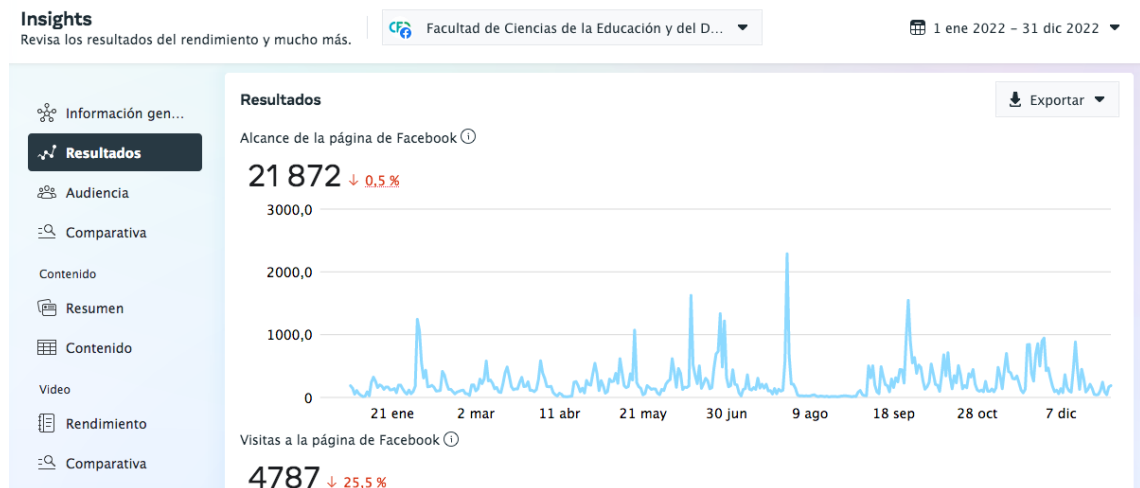 Insights
Revisa los resultados del rendimiento y mucho más.
Facultad de Ciencias de la Educación y del D...
1 ene 2022 – 31 dic 2022
Información gen...
Resultados
Audiencia
Comparativa
Contenido
Resumen
Contenido
Video
Rendimiento
Comparativa
Resultados
Exportar
Alcance de la página de Facebook
21 872 ↓ 0,5 %
3000,0
2000,0
1000,0
0
21 ene 2 mar 11 abr 21 may 30 jun 9 ago 18 sep 28 oct 7 dic
Visitas a la página de Facebook
4787 ↓ 25,5 %